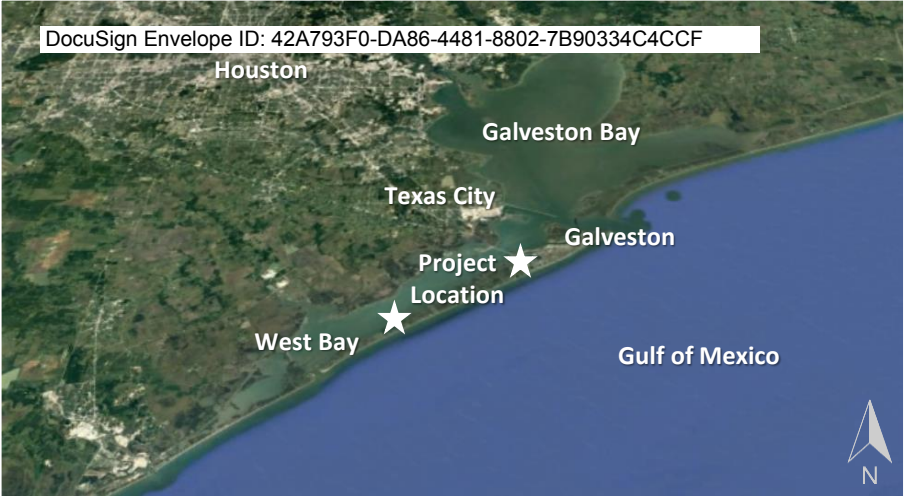 DocuSign Envelope ID: 42A793F0-DA86-4481-8802-7B90334C4CCF
Houston
Galveston Bay
Texas City
Galveston
Project
Location
West Bay
Gulf of Mexico
N